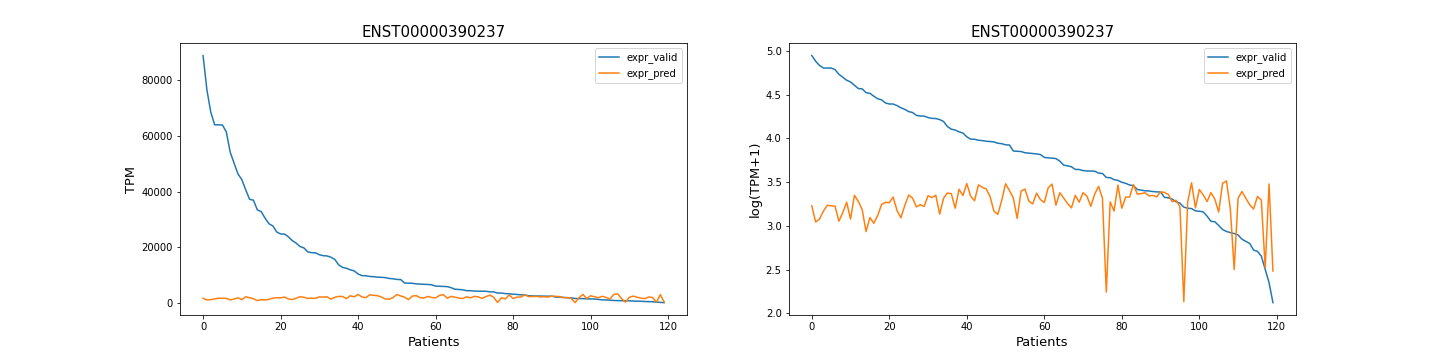 ENST00000390237
expr_valid
expr_pred
TPM
80000
60000
40000
20000
0
0 20 40 60 80 100 120
Patients
ENST00000390237
expr_valid
expr_pred
log(TPM+1)
5.0
4.5
4.0
3.5
3.0
2.5
2.0
0 20 40 60 80 100 120
Patients